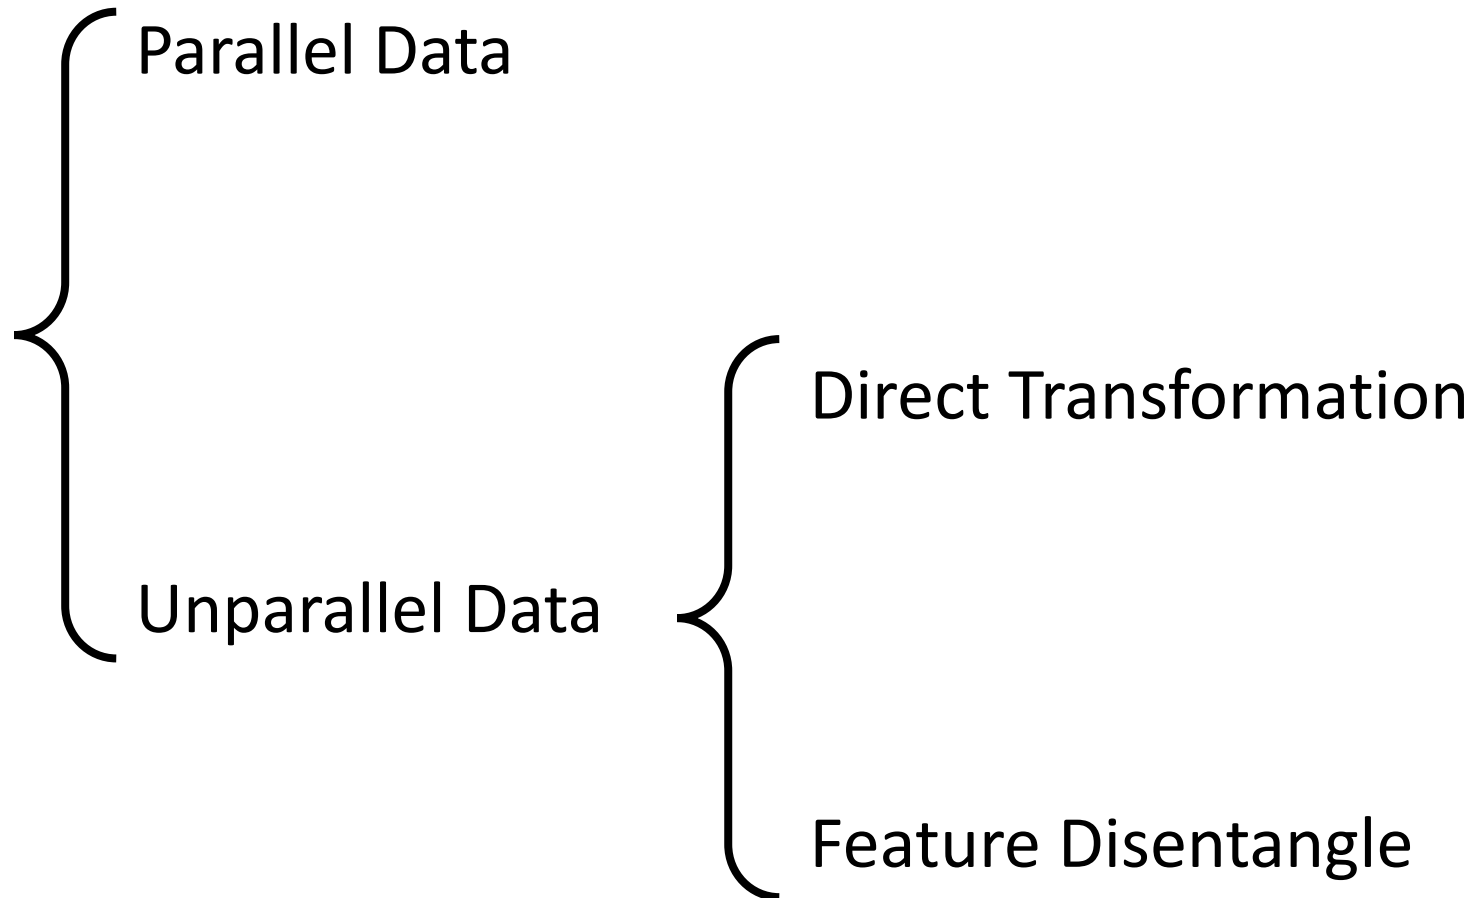 Parallel Data
Direct Transformation
Unparallel Data
Feature Disentangle